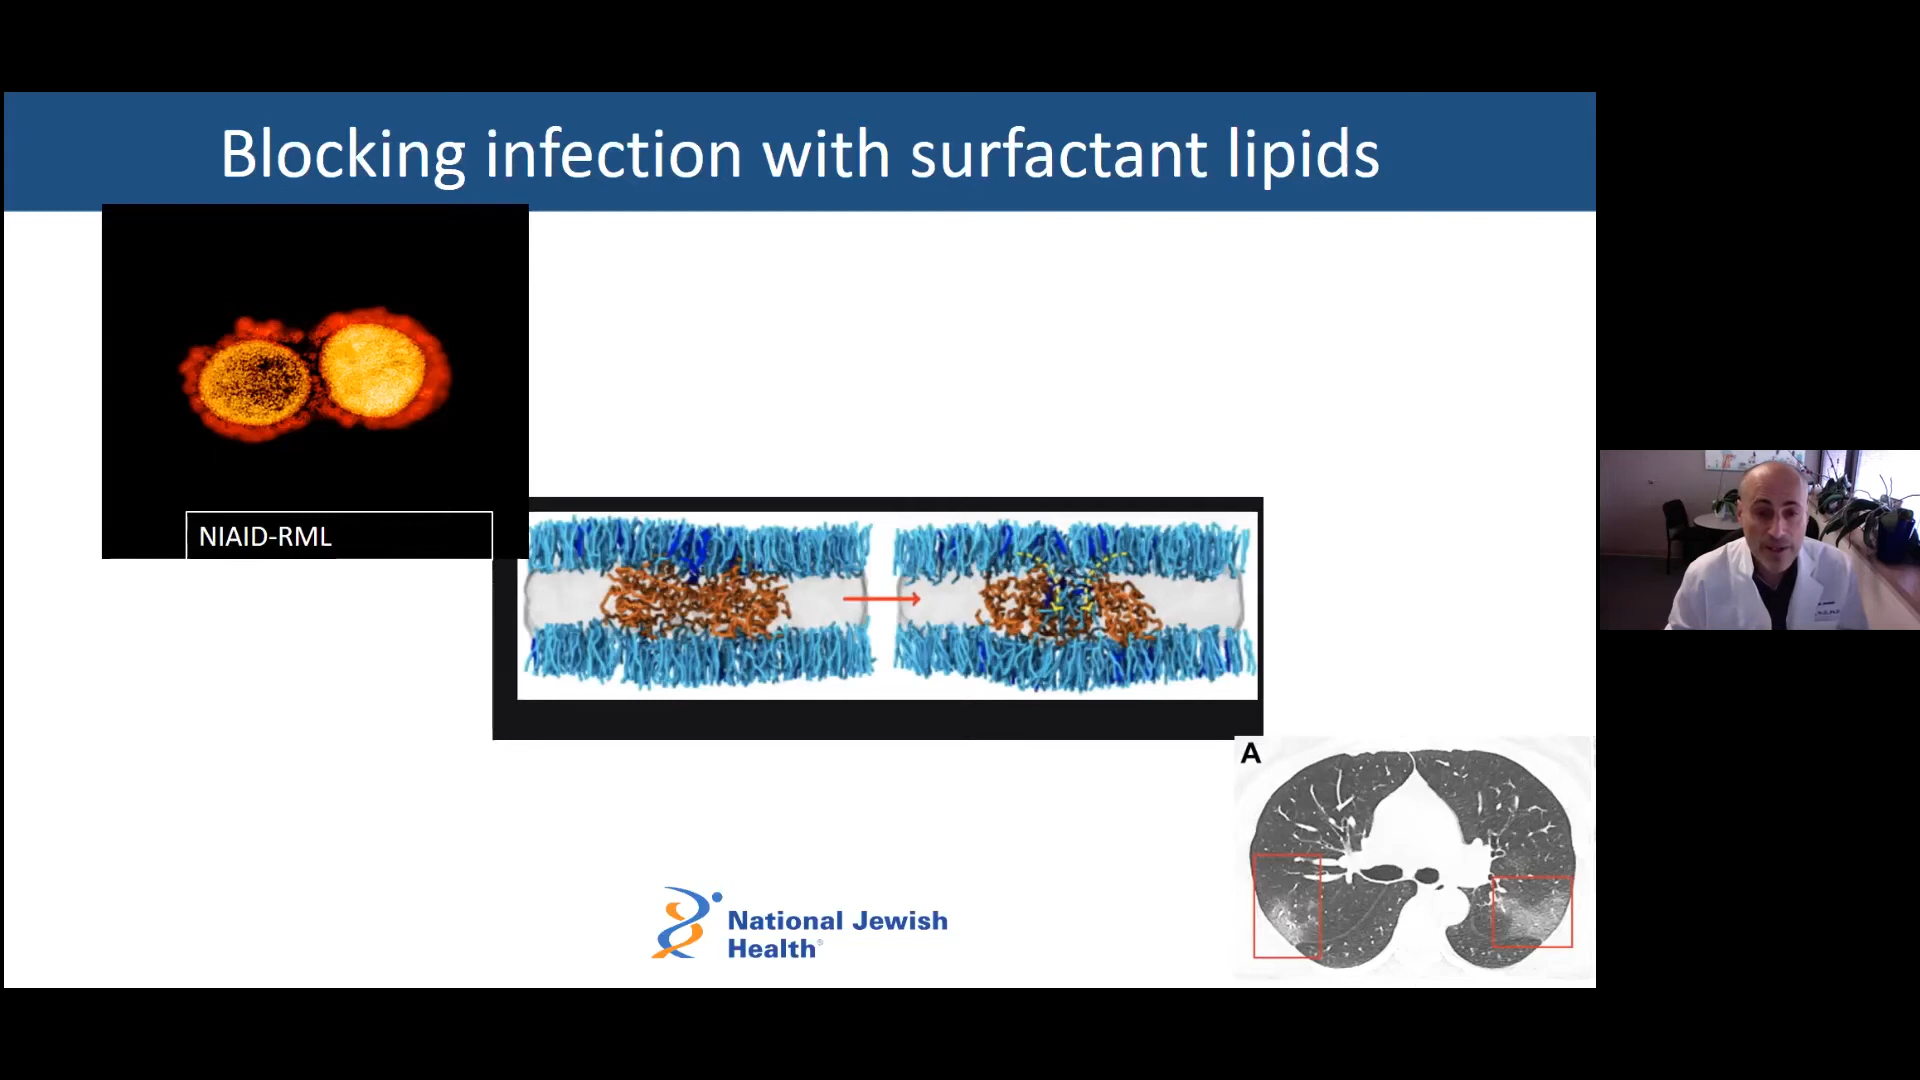 Blocking infection with surfactant lipids
NIAID-RML
A
National Jewish
Health®